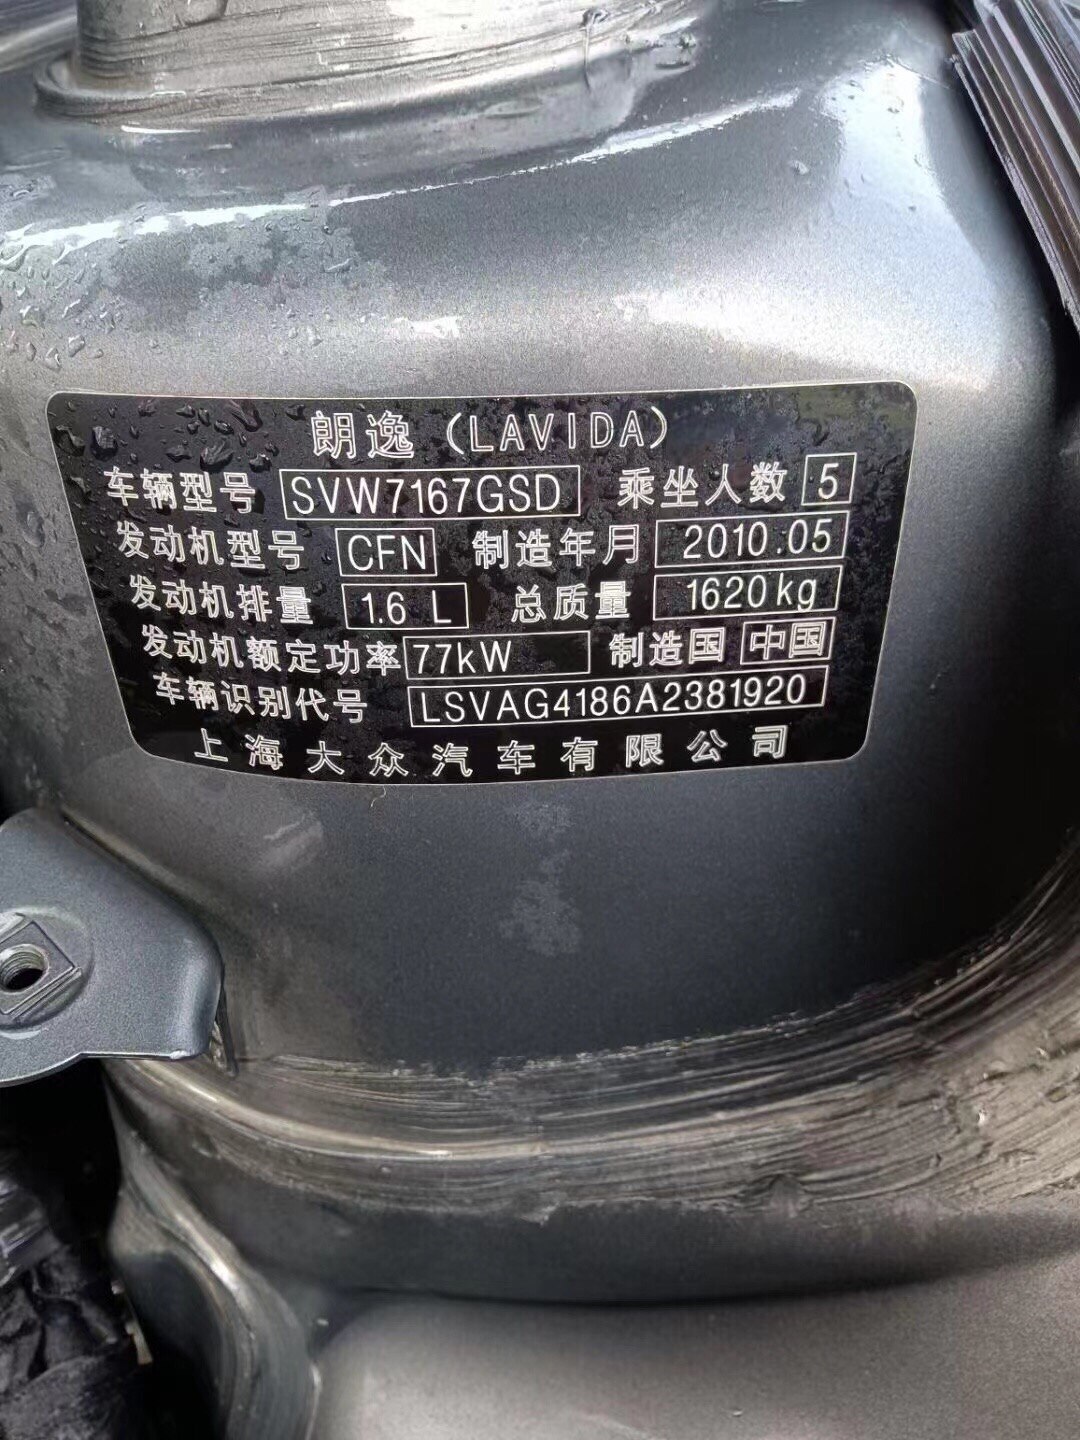 朗逸（LAVIDA）
车辆型号 SVW7167GSD 乘坐人数 5
发动机型号 CFN 制造年月 2010.05
发动机排量 1.6 L 总质量 1620kg
发动机额定功率 77kW 制造国 中国
车辆识别代号 LSVAG4186A2381920
上海大众汽车有限公司